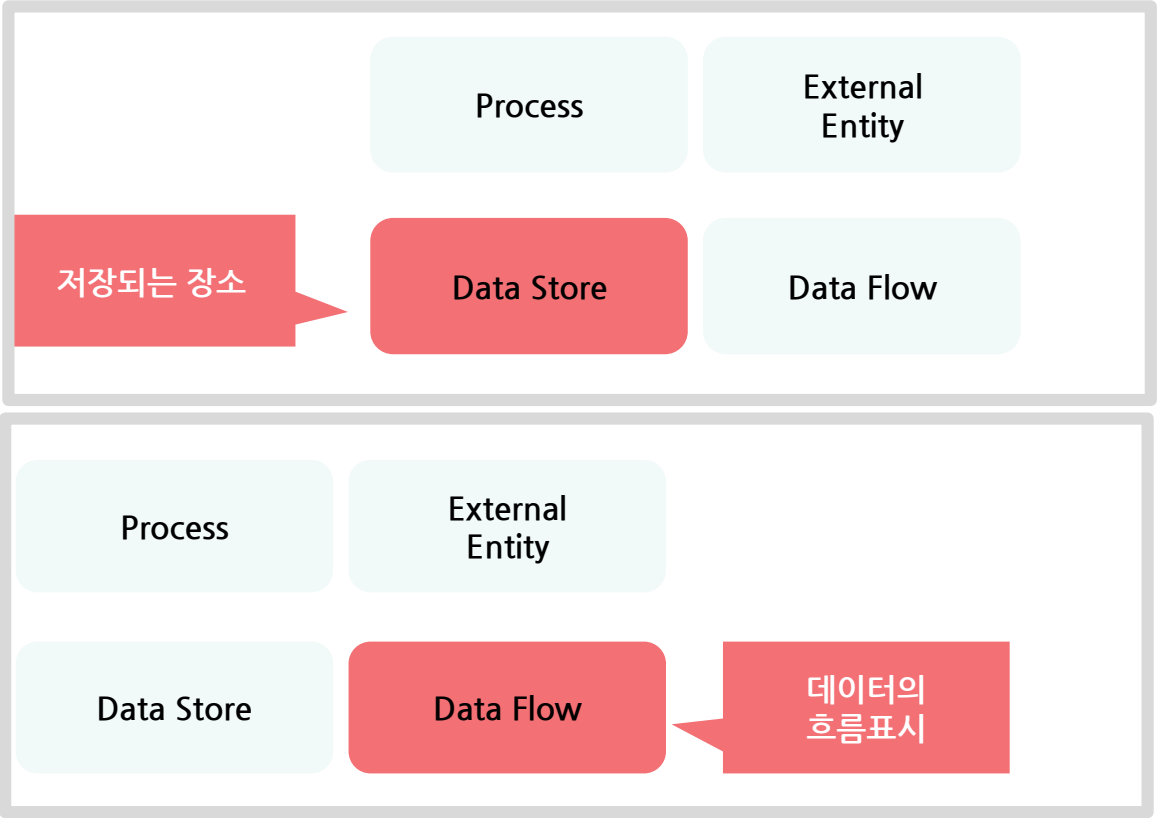 Process
External
Entity
저장되는 장소
Data Store
Data Flow
Process
External
Entity
Data Store
Data Flow
데이터의
흐름표시